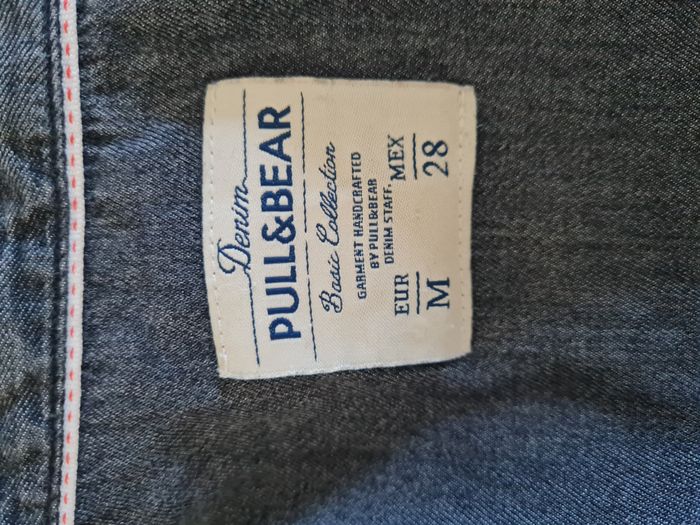 Denim
PULL&BEAR
Basic Collection
GARMENT HANDCRAFTED
BY PULL&BEAR
DENIM STAFF.
EUR MEX
M 28